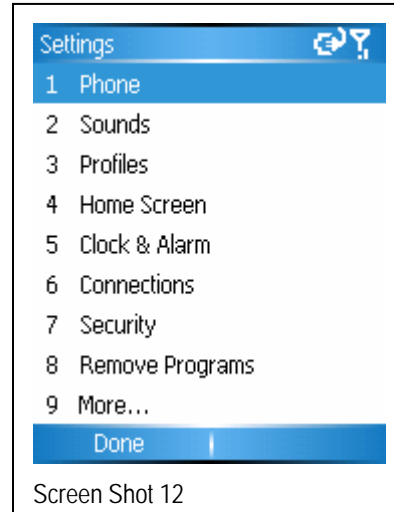 Settings
1 Phone
2 Sounds
3 Profiles
4 Home Screen
5 Clock & Alarm
6 Connections
7 Security
8 Remove Programs
9 More...
Done
Screen Shot 12